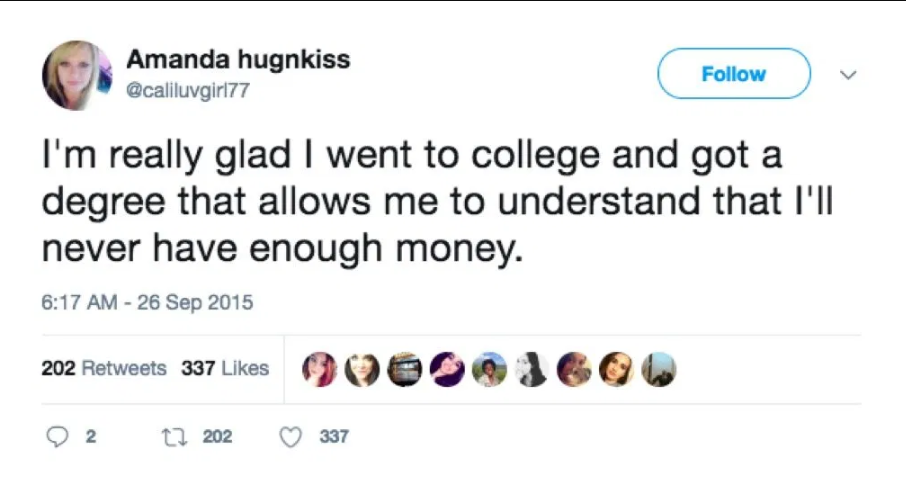 Amanda hugnkiss
@caliluvgirl77
Follow
I'm really glad I went to college and got a
degree that allows me to understand that I'll
never have enough money.
6:17 AM - 26 Sep 2015
202 Retweets 337 Likes
2 202 337